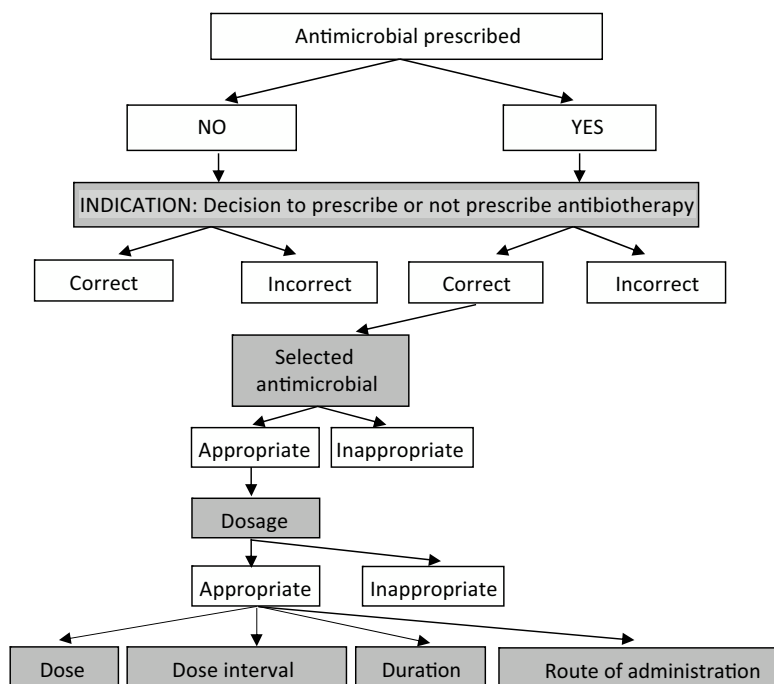 Antimicrobial prescribed
NO
YES
INDICATION: Decision to prescribe or not prescribe antibiotherapy
Correct
Incorrect
Correct
Incorrect
Selected
antimicrobial
Appropriate
Inappropriate
Dosage
Appropriate
Inappropriate
Dose
Dose interval
Duration
Route of administration